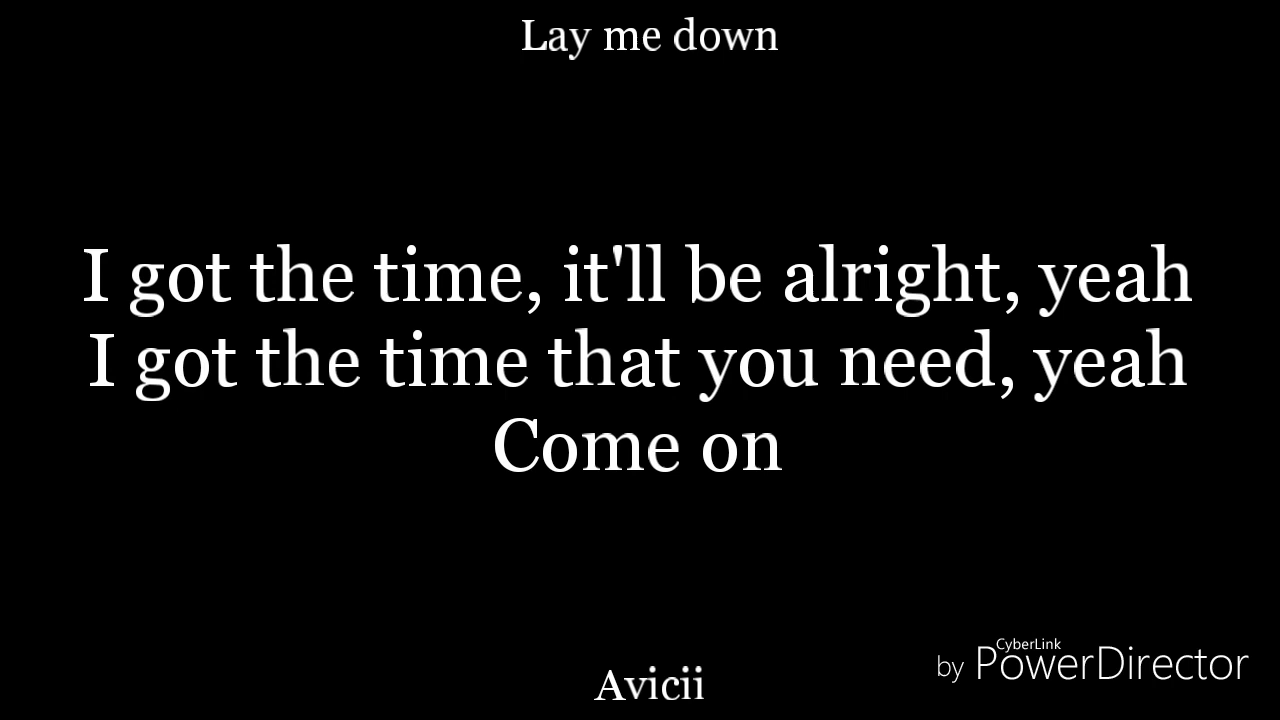 Lay me down
I got the time, it'll be alright, yeah
I got the time that you need, yeah
Come on
Avicii
by CyberLink PowerDirector